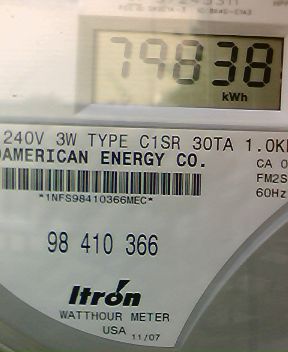 79838
kWh
240V 3W TYPE C1SR 30TA 1.0K
AMERICAN ENERGY CO.
CA
FM2S
60Hz
*1NFS98410366MEC*
98 410 366
Itron
WATTHOUR METER
USA 11/07